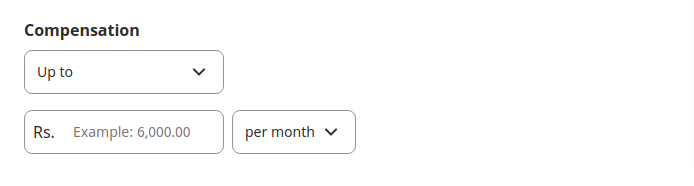 Compensation
Up to
Rs. Example: 6,000.00 per month